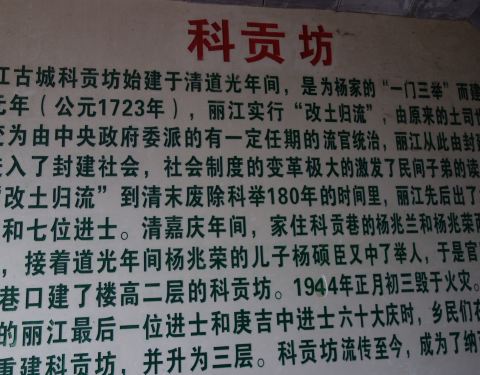 科贡坊
江古城科贡坊始建于清道光年间，是为杨家的“一门三举”而建
元年（公元1723年），丽江实行“改土归流”，由原来的土司
变为由中央政府委派的有一定任期的流官统治，丽江从此由封建
进入了封建社会，社会制度的变革极大的激发了民间子弟的读
“改土归流”到清末废除科举180年的时间里，丽江先后出了
和七位进士。清嘉庆年间，家住科贡巷的杨兆兰和杨兆荣两
，接着道光年间杨兆荣的儿子杨硕臣又中了举人，于是官
巷口建了楼高二层的科贡坊。1944年正月初三毁于火灾。
的丽江最后一位进士和庚吉中进士六十大庆时，乡民们在
重建科贡坊，并升为三层。科贡坊流传至今，成为了纳